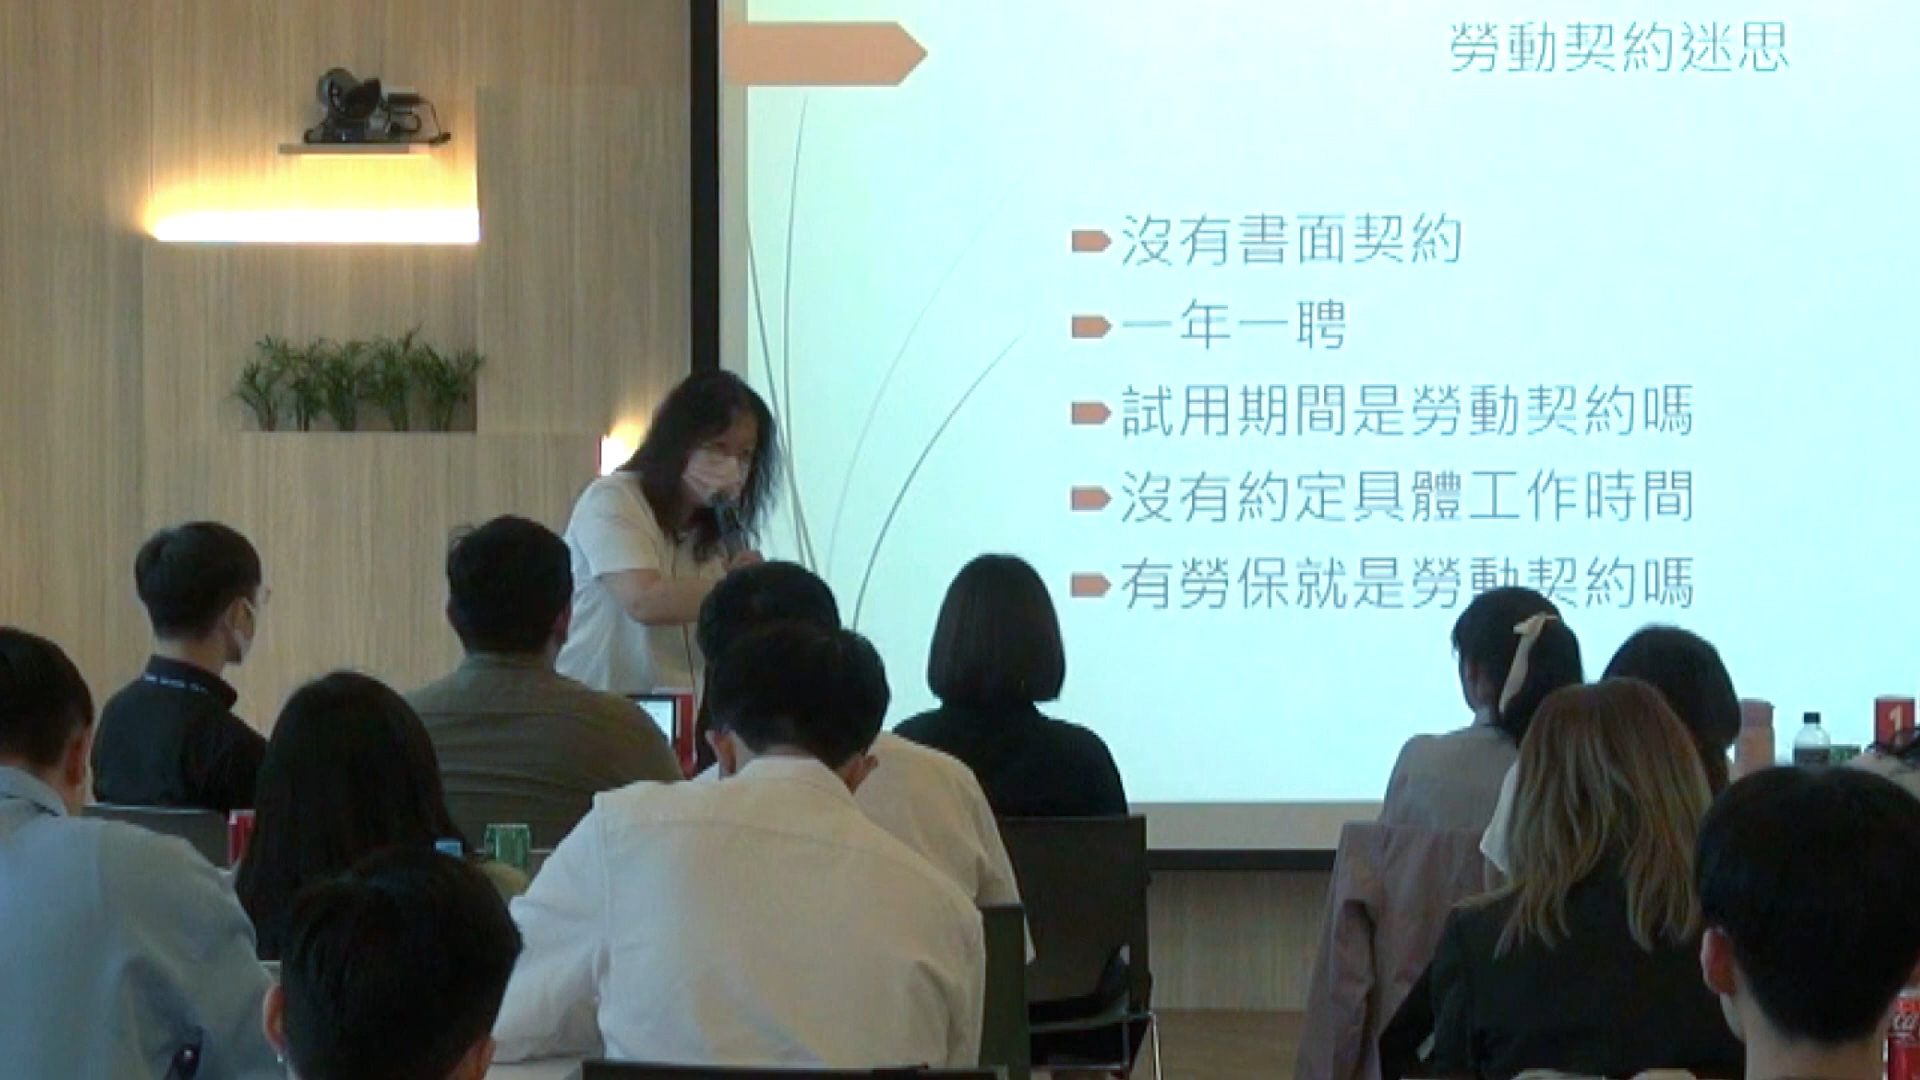 勞動契約迷思
沒有書面契約
一年一聘
試用期間是勞動契約嗎
沒有約定具體工作時間
有勞保就是勞動契約嗎
1